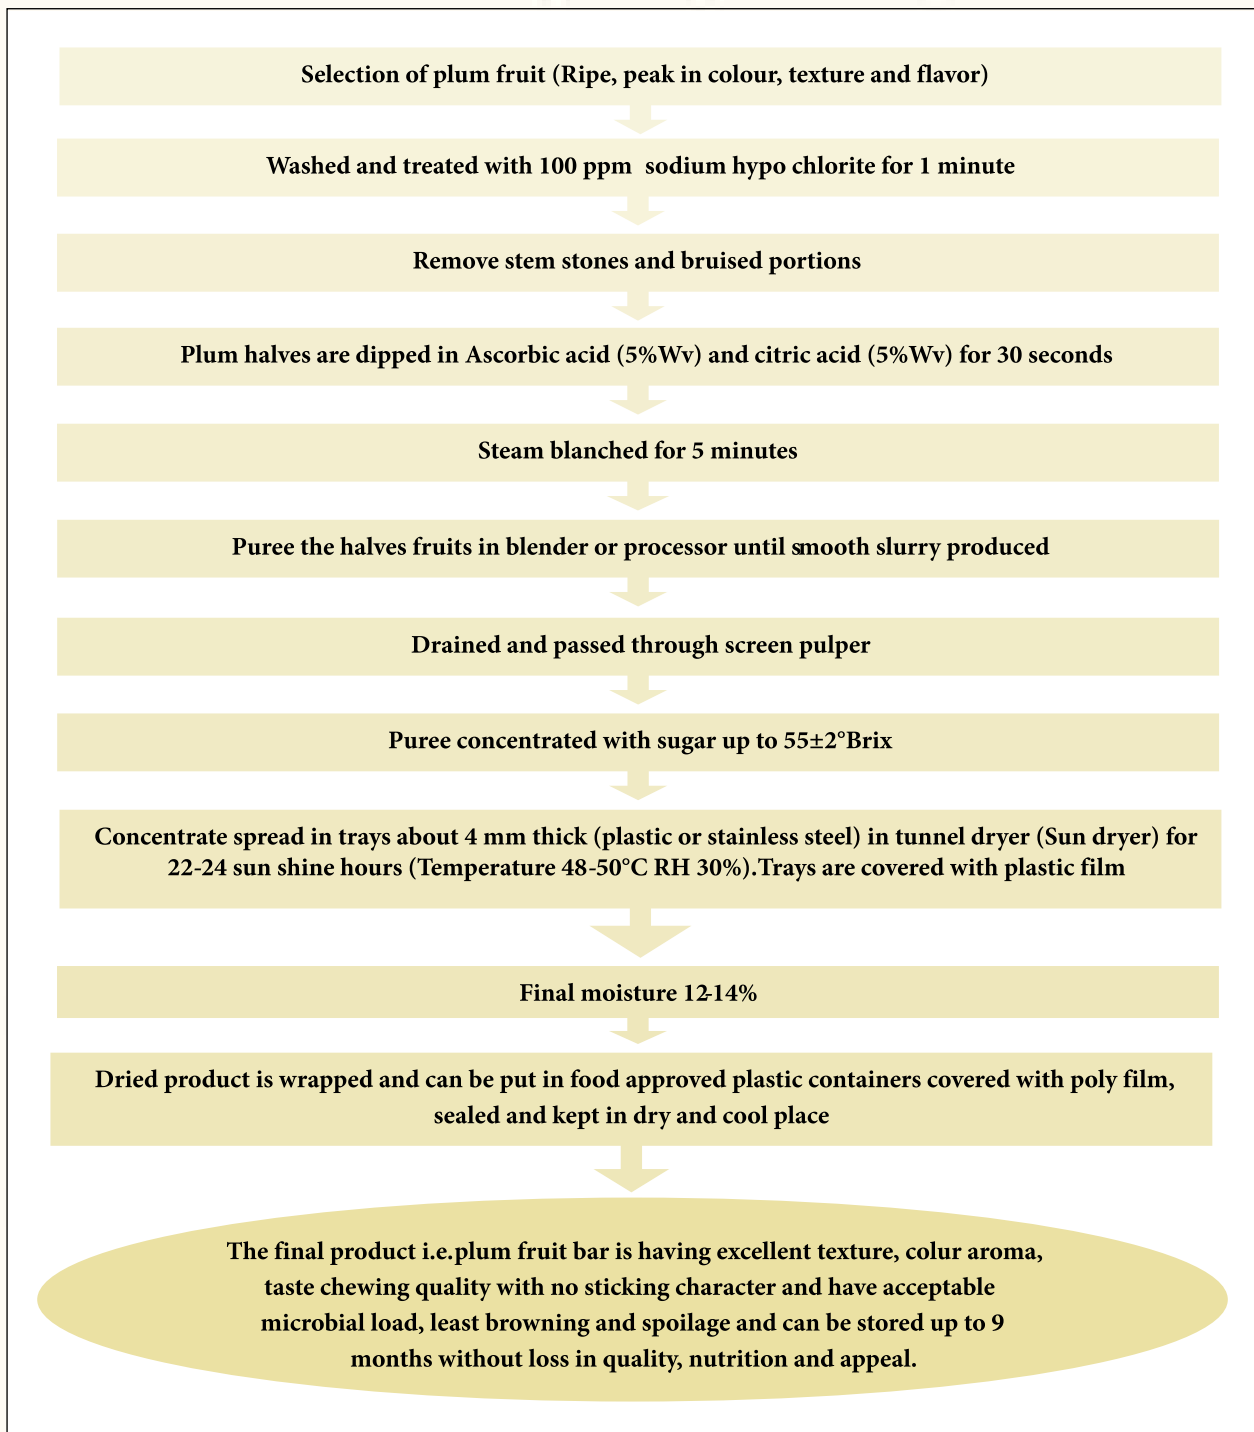 Selection of plum fruit (Ripe, peak in colour, texture and flavor)
Washed and treated with 100 ppm sodium hypo chlorite for 1 minute
Remove stem stones and bruised portions
Plum halves are dipped in Ascorbic acid (5%Wv) and citric acid (5%Wv) for 30 seconds
Steam blanched for 5 minutes
Puree the halves fruits in blender or processor until smooth slurry produced
Drained and passed through screen pulper
Puree concentrated with sugar up to 55±2°Brix
Concentrate spread in trays about 4 mm thick (plastic or stainless steel) in tunnel dryer (Sun dryer) for
22-24 sun shine hours (Temperature 48-50°C RH 30%).Trays are covered with plastic film
Final moisture 12-14%
Dried product is wrapped and can be put in food approved plastic containers covered with poly film,
sealed and kept in dry and cool place
The final product i.e.plum fruit bar is having excellent texture, colur aroma,
taste chewing quality with no sticking character and have acceptable
microbial load, least browning and spoilage and can be stored up to 9
months without loss in quality, nutrition and appeal.